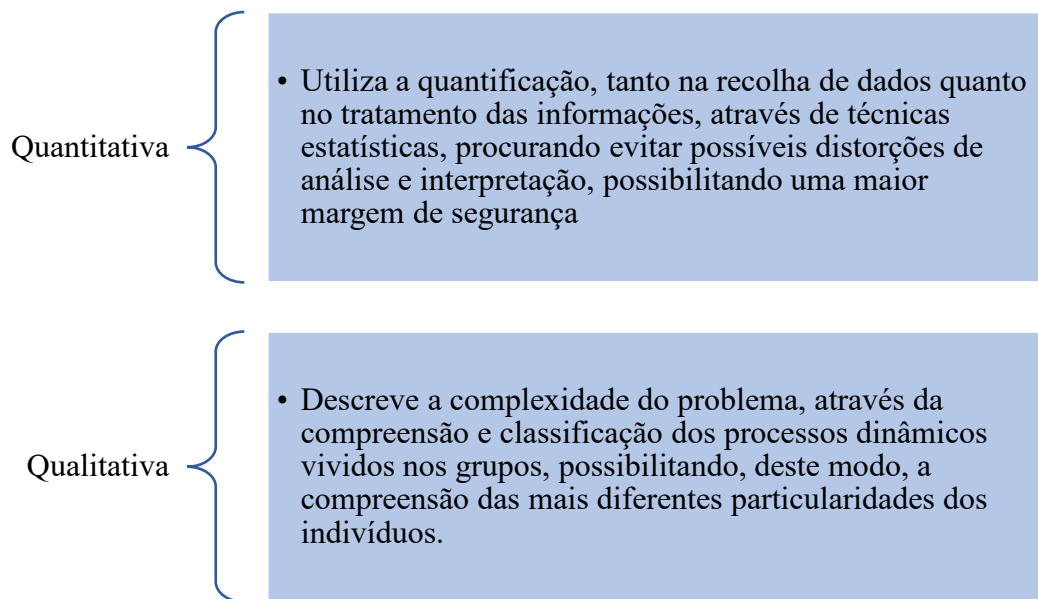 Quantitativa
• Utiliza a quantificação, tanto na recolha de dados quanto
no tratamento das informações, através de técnicas
estatísticas, procurando evitar possíveis distorções de
análise e interpretação, possibilitando uma maior
margem de segurança
Qualitativa
• Descreve a complexidade do problema, através da
compreensão e classificação dos processos dinâmicos
vividos nos grupos, possibilitando, deste modo, a
compreensão das mais diferentes particularidades dos
indivíduos.